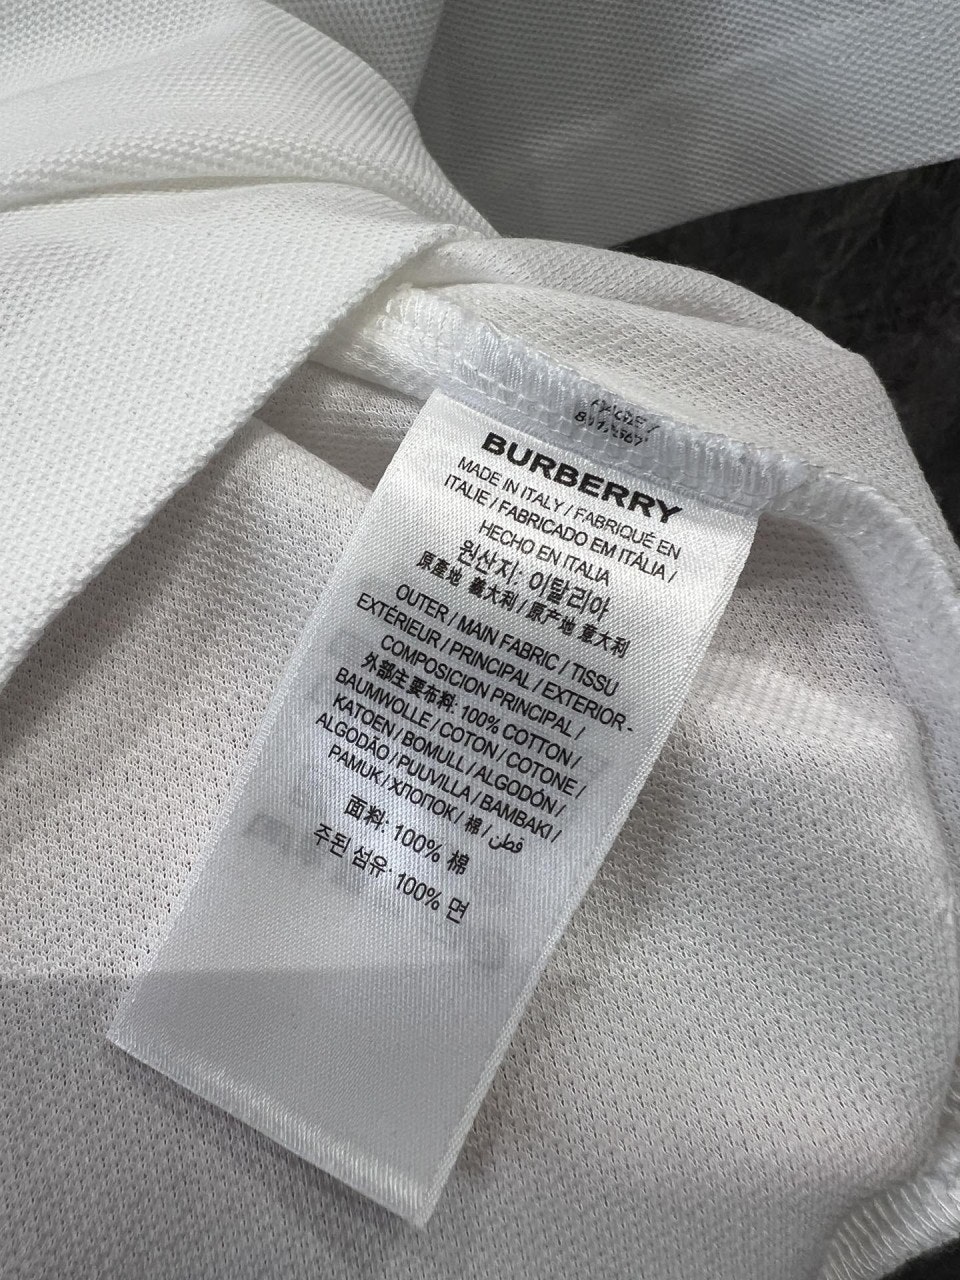 BURBERRY
MADE IN ITALY / FABRIQUÉ EN
ITALIE / FABRICADO EM ITÁLIA /
HECHO EN ITALIA
원산지: 이탈리아
原產地 義大利 / 原产地 意大利
OUTER / MAIN FABRIC / TISSU
EXTÉRIEUR / PRINCIPAL / EXTERIOR -
COMPOSICION PRINCIPAL /
外部主要布料: 100% COTTON /
BAUMWOLLE / COTON / COTONE /
KATOEN / BOMULL / ALGODÓN /
ALGODÃO / PUUVILLA / BAMBAKI /
PAMUK / ХЛОПОК / 棉 / قطن
面料: 100% 棉
주된 섬유: 100% 면